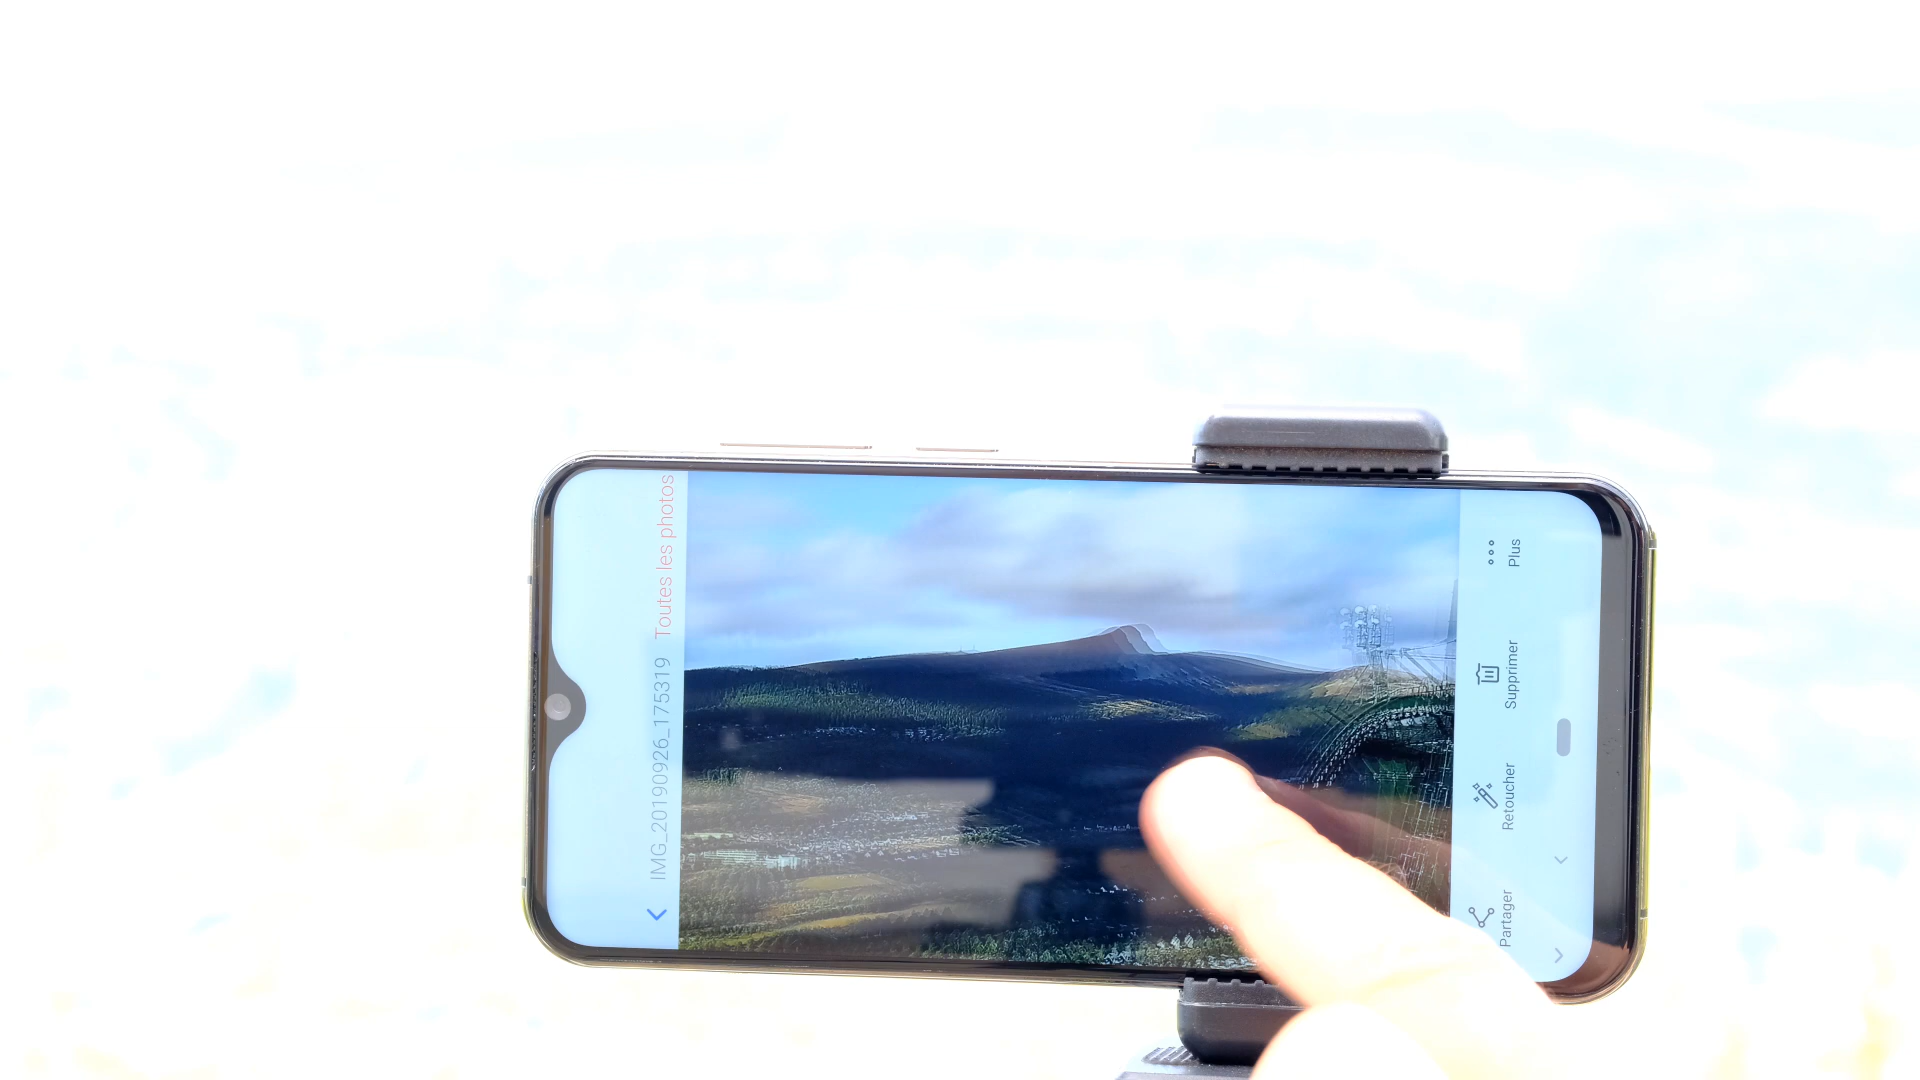 IMG_20190926_175319 Toutes les photos
Partager
Retoucher
Supprimer
Plus